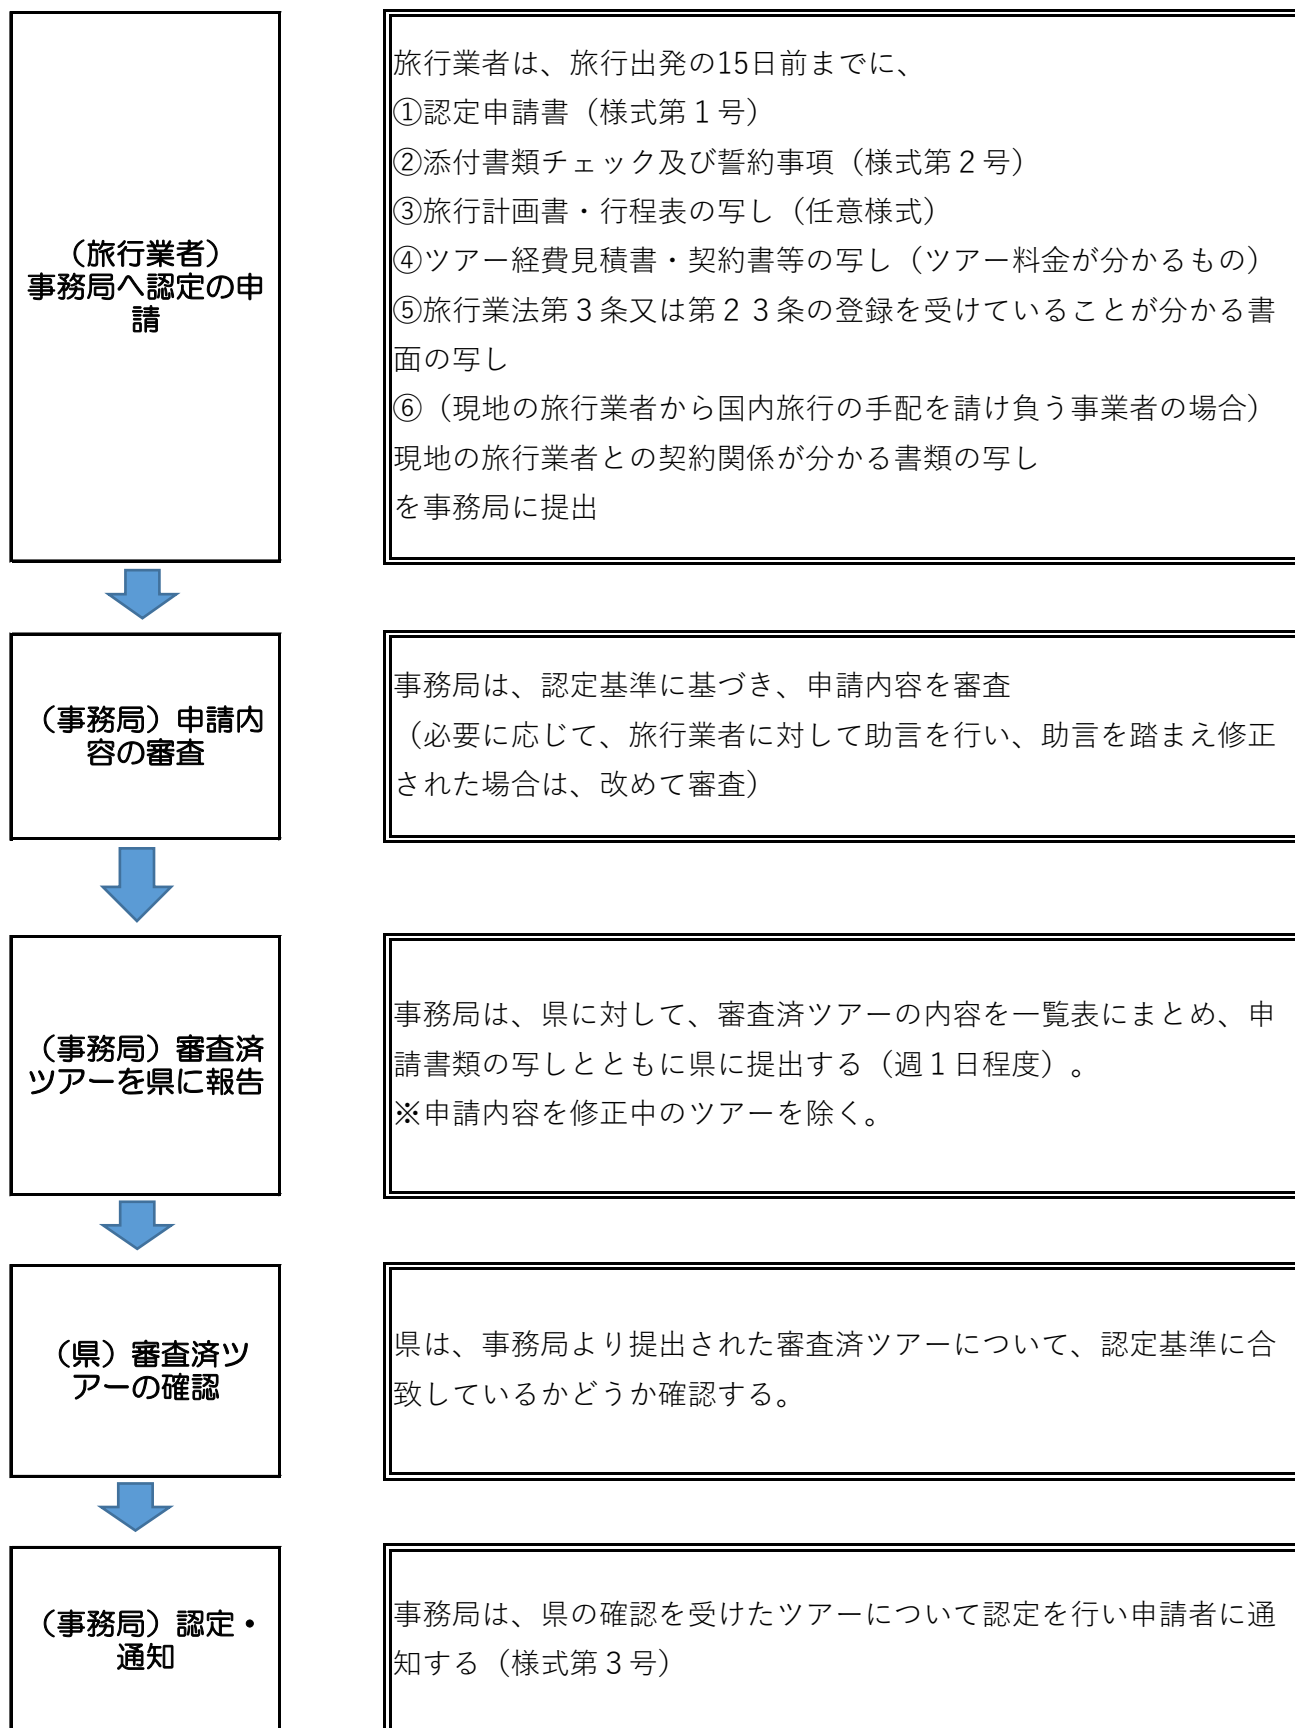 （旅行業者）
事務局へ認定の申
請
旅行業者は、旅行出発の15日前までに、
①認定申請書（様式第１号）
②添付書類チェック及び誓約事項（様式第２号）
③旅行計画書・行程表の写し（任意様式）
④ツアー経費見積書・契約書等の写し（ツアー料金が分かるもの）
⑤旅行業法第３条又は第２３条の登録を受けていることが分かる書
面の写し
⑥（現地の旅行業者から国内旅行の手配を請け負う事業者の場合）
現地の旅行業者との契約関係が分かる書類の写し
を事務局に提出
（事務局）申請内
容の審査
事務局は、認定基準に基づき、申請内容を審査
（必要に応じて、旅行業者に対して助言を行い、助言を踏まえ修正
された場合は、改めて審査）
（事務局）審査済
ツアーを県に報告
事務局は、県に対して、審査済ツアーの内容を一覧表にまとめ、申
請書類の写しとともに県に提出する（週１日程度）。
※申請内容を修正中のツアーを除く。
（県）審査済ツ
アーの確認
県は、事務局より提出された審査済ツアーについて、認定基準に合
致しているかどうか確認する。
（事務局）認定・
通知
事務局は、県の確認を受けたツアーについて認定を行い申請者に通
知する（様式第３号）